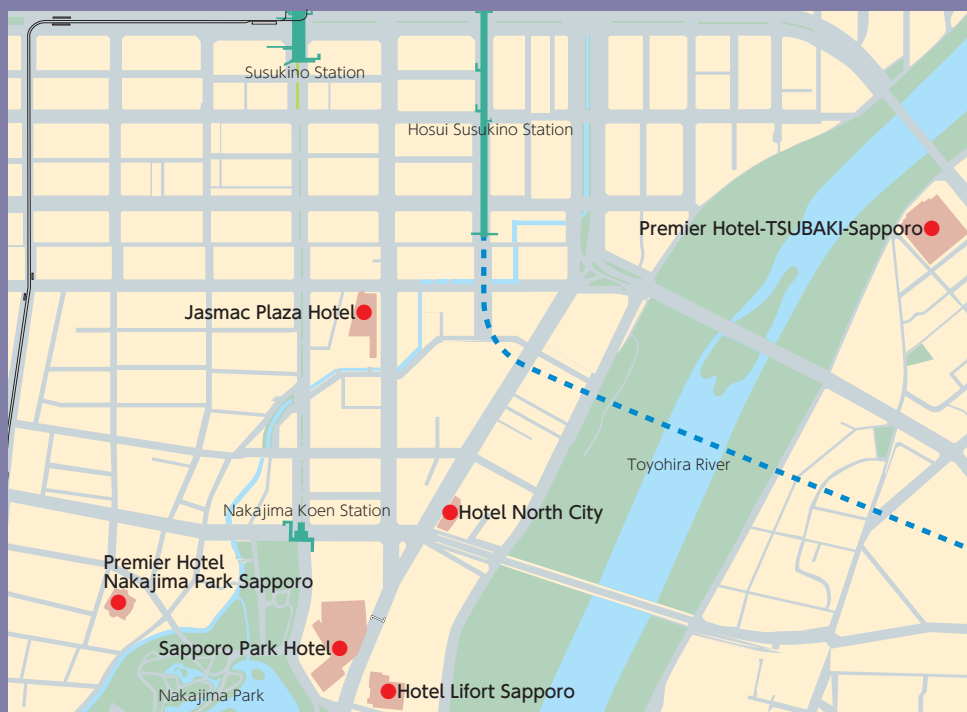 Susukino Station
Hosui Susukino Station
Premier Hotel-TSUBAKI-Sapporo
Jasmac Plaza Hotel
Toyohira River
Nakajima Koen Station
Hotel North City
Premier Hotel
Nakajima Park Sapporo
Sapporo Park Hotel
Nakajima Park
Hotel Lifort Sapporo